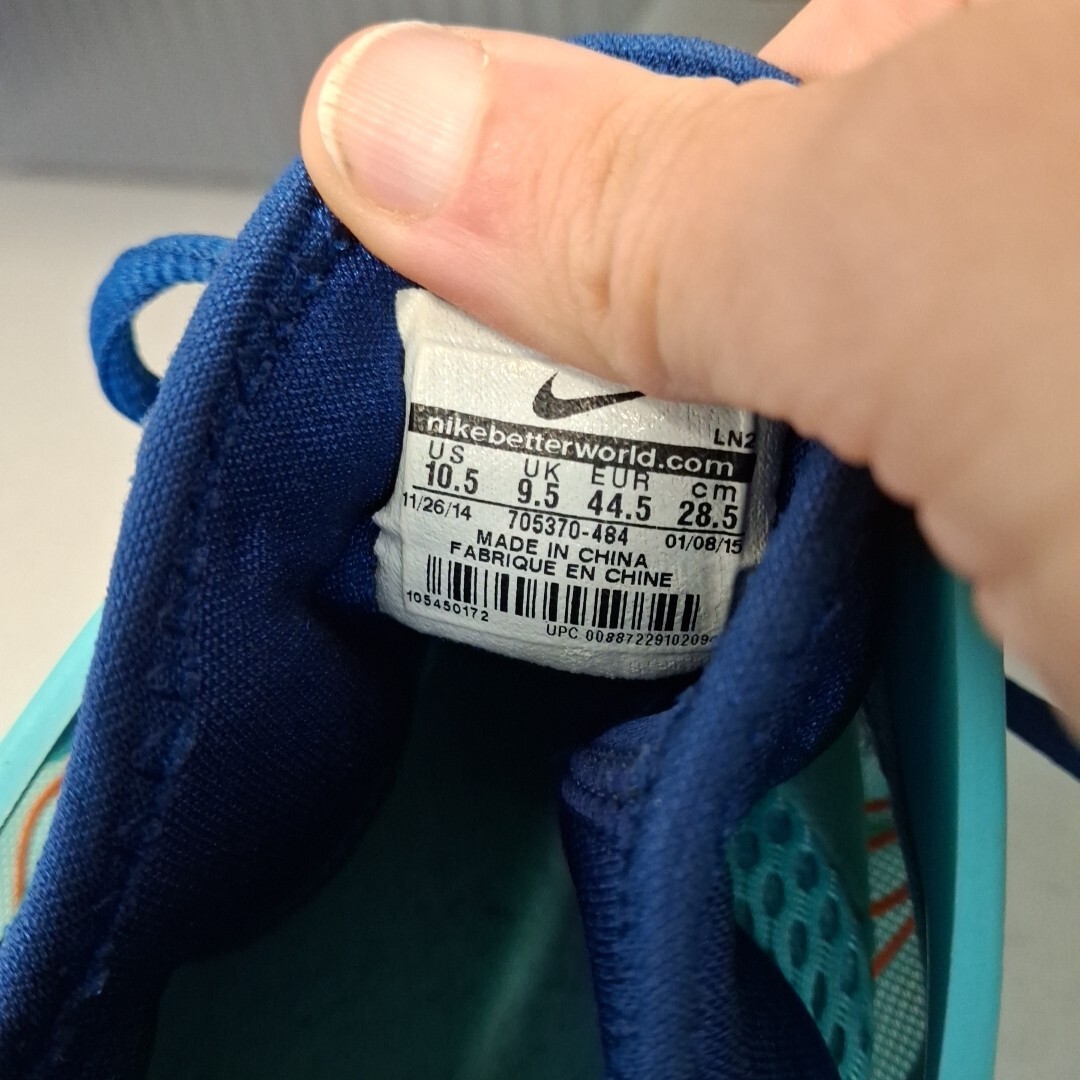 LN2
nikebetterworld.com
US UK EUR cm
10.5 9.5 44.5 28.5
11/26/14 705370-484 01/08/15
MADE IN CHINA
FABRIQUE EN CHINE
105450172
UPC